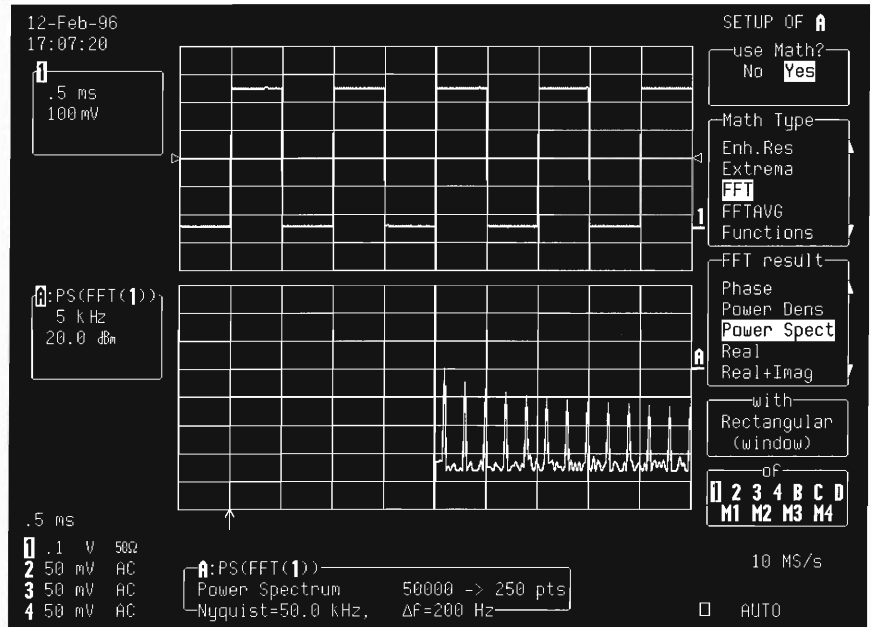 12-Feb-96
17:07:20
1
.5 ms
100 mV
A:PS(FFT(1))
5 kHz
20.0 dBm
1
A
SETUP OF A
use Math?
No Yes
Math Type
Enh.Res
Extrema
FFT
FFTAVG
Functions
FFT result
Phase
Power Dens
Power Spect
Real
Real+Imag
with
Rectangular
(window)
of
1 2 3 4 B C D
M1 M2 M3 M4
.5 ms
1 .1 V 50Ω
2 50 mV AC
3 50 mV AC
4 50 mV AC
A:PS(FFT(1))
Power Spectrum 50000 -> 250 pts
Nyquist=50.0 kHz, Δf=200 Hz
10 MS/s
AUTO